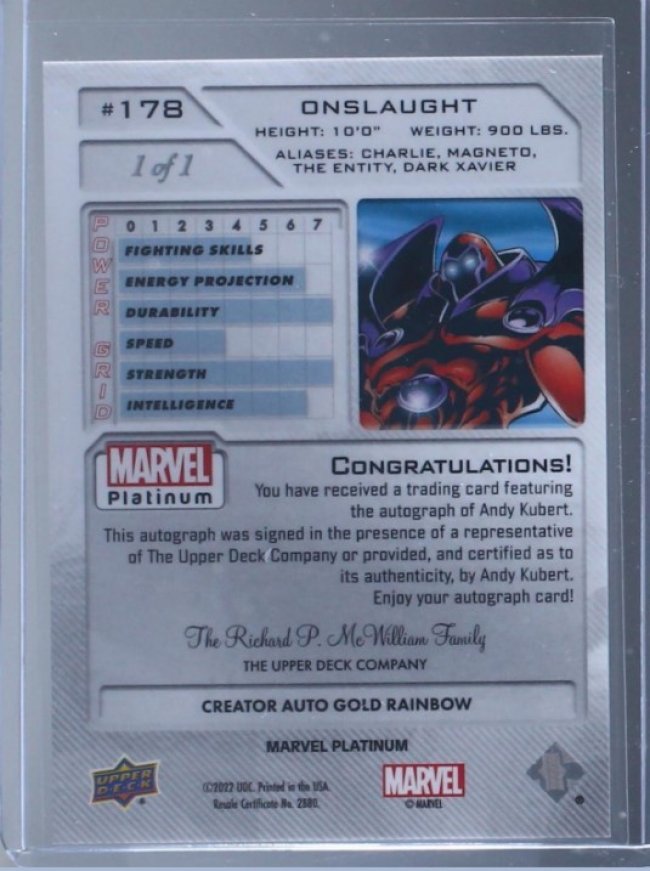 #178
ONSLAUGHT
HEIGHT: 10'0" WEIGHT: 900 LBS.
1 of 1
ALIASES: CHARLIE, MAGNETO,
THE ENTITY, DARK XAVIER
POWER GRID
0 1 2 3 4 5 6 7
FIGHTING SKILLS
ENERGY PROJECTION
DURABILITY
SPEED
STRENGTH
INTELLIGENCE
MARVEL
Platinum
CONGRATULATIONS!
You have received a trading card featuring
the autograph of Andy Kubert.
This autograph was signed in the presence of a representative
of The Upper Deck Company or provided, and certified as to
its authenticity, by Andy Kubert.
Enjoy your autograph card!
The Richard P. McWilliam Family
THE UPPER DECK COMPANY
CREATOR AUTO GOLD RAINBOW
MARVEL PLATINUM
UPPER
DECK
®
©2022 UDC. Printed in the USA.
Resale Certificate No. 2880.
MARVEL
© MARVEL
®